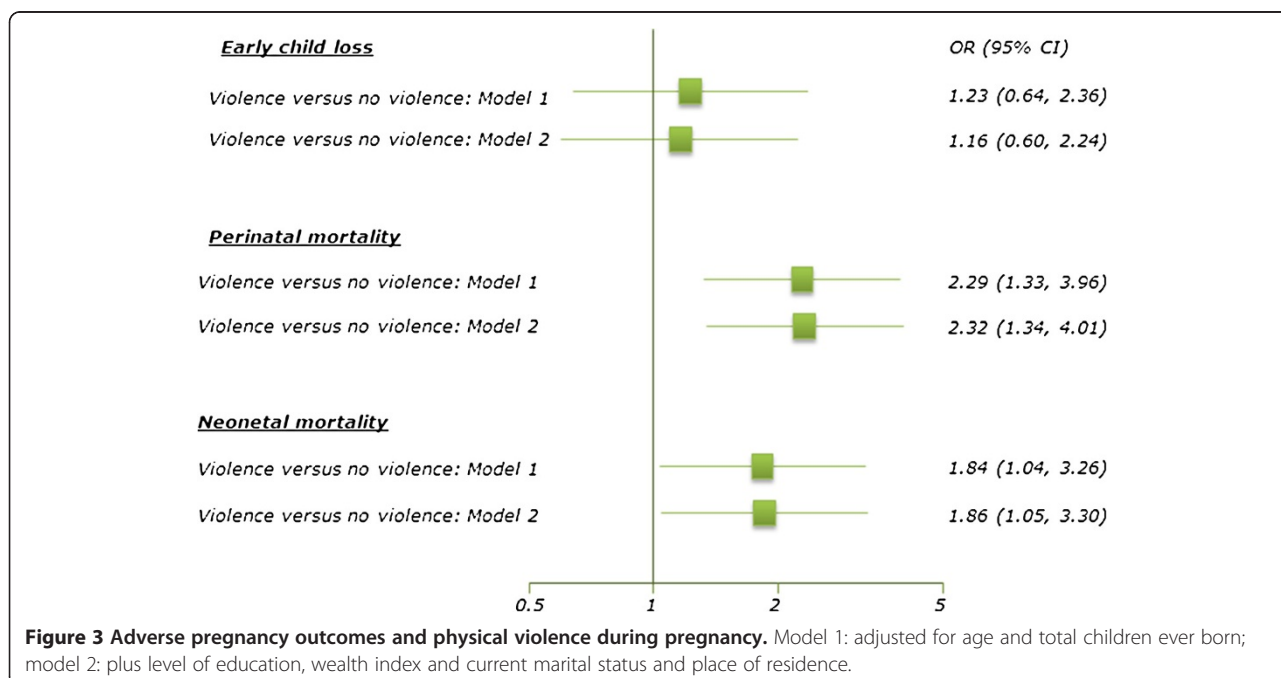 Early child loss OR (95% CI)
Violence versus no violence: Model 1 1.23 (0.64, 2.36)
Violence versus no violence: Model 2 1.16 (0.60, 2.24)
Perinatal mortality
Violence versus no violence: Model 1 2.29 (1.33, 3.96)
Violence versus no violence: Model 2 2.32 (1.34, 4.01)
Neonetal mortality
Violence versus no violence: Model 1 1.84 (1.04, 3.26)
Violence versus no violence: Model 2 1.86 (1.05, 3.30)
0.5 1 2 5
Figure 3 Adverse pregnancy outcomes and physical violence during pregnancy. Model 1: adjusted for age and total children ever born;
model 2: plus level of education, wealth index and current marital status and place of residence.